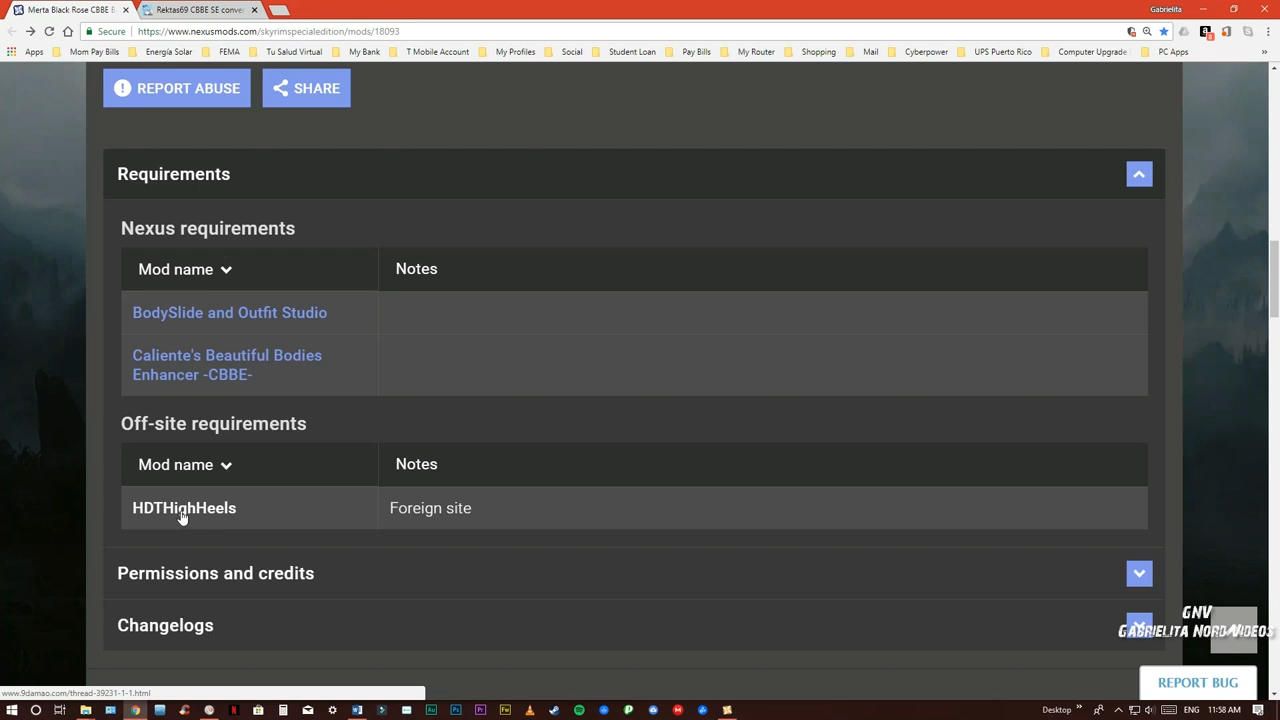 Merta Black Rose CBBE B
Rektas69 CBBE SE conver
Gabrielita
Secure
https://www.nexusmods.com/skyrimspecialedition/mods/18093
Apps
Mom Pay Bills
Energía Solar
FEMA
Tu Salud Virtual
My Bank
T Mobile Account
My Profiles
Social
Student Loan
Pay Bills
My Router
Shopping
Mail
Cyberpower
UPS Puerto Rico
Computer Upgrade
PC Apps
REPORT ABUSE
SHARE
Requirements
Nexus requirements
Mod name
Notes
BodySlide and Outfit Studio
Caliente's Beautiful Bodies
Enhancer -CBBE-
Off-site requirements
Mod name
Notes
HDTHighHeels
Foreign site
Permissions and credits
Changelogs
GNV
GABRIELITA NORD VIDEOS
REPORT BUG
www.9damao.com/thread-39231-1-1.html
Desktop
11:58 AM